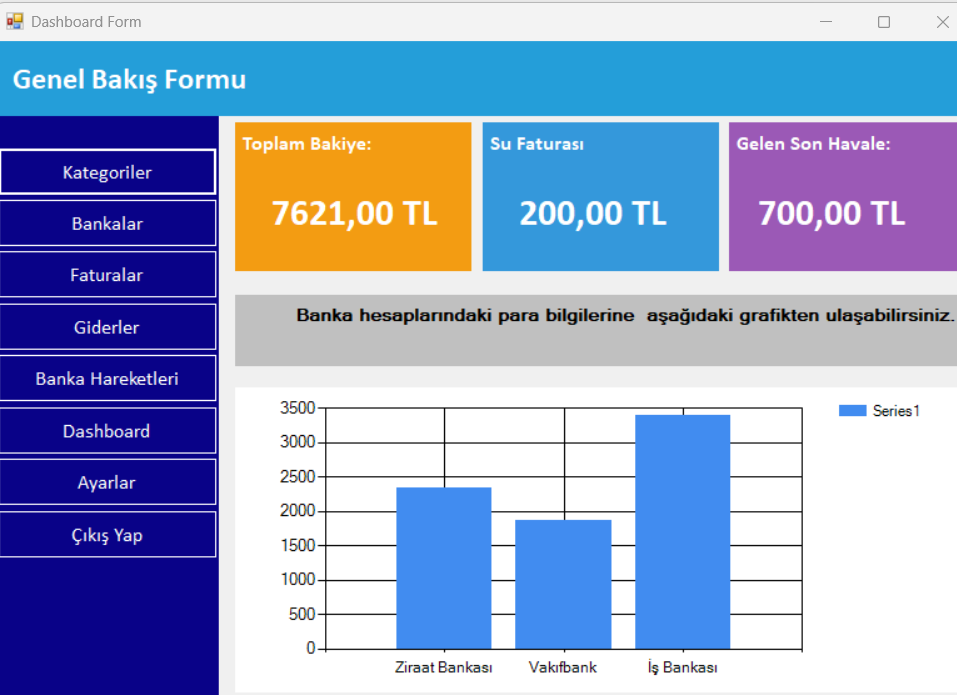 Dashboard Form
Genel Bakış Formu
Kategoriler
Bankalar
Faturalar
Giderler
Banka Hareketleri
Dashboard
Ayarlar
Çıkış Yap
Toplam Bakiye:
7621,00 TL
Su Faturası
200,00 TL
Gelen Son Havale:
700,00 TL
Banka hesaplarındaki para bilgilerine  aşağıdaki grafikten ulaşabilirsiniz.
3500
3000
2500
2000
1500
1000
500
0
Ziraat Bankası
Vakıfbank
İş Bankası
Series1